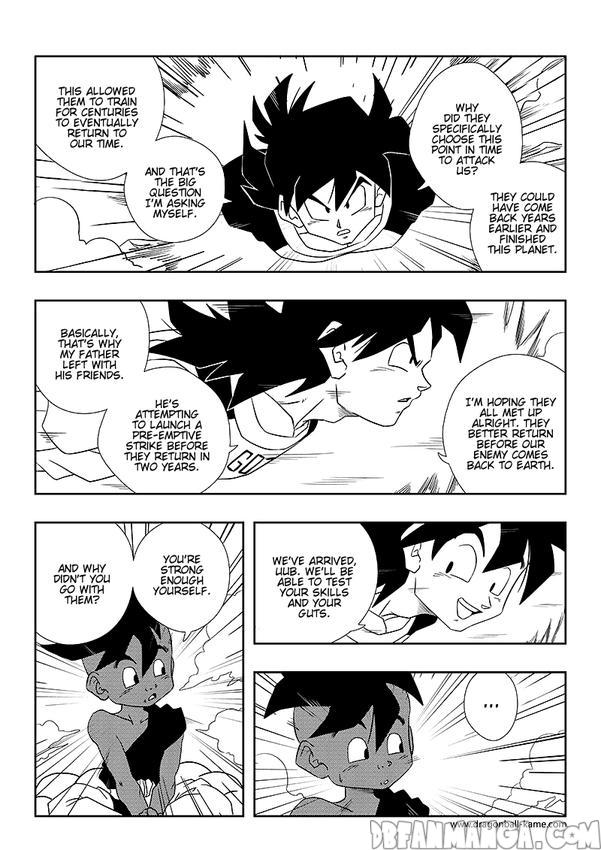 THIS ALLOWED
THEM TO TRAIN
FOR CENTURIES
TO EVENTUALLY
RETURN TO
OUR TIME.
AND THAT'S
THE BIG
QUESTION
I'M ASKING
MYSELF.
WHY
DID THEY
SPECIFICALLY
CHOOSE THIS
POINT IN TIME
TO ATTACK
US?
THEY COULD
HAVE COME
BACK YEARS
EARLIER AND
FINISHED
THIS PLANET.
BASICALLY,
THAT'S WHY
MY FATHER
LEFT WITH
HIS FRIENDS.
HE'S
ATTEMPTING
TO LAUNCH A
PRE-EMPTIVE
STRIKE BEFORE
THEY RETURN IN
TWO YEARS.
GOT
I'M HOPING THEY
ALL MET UP
ALRIGHT. THEY
BETTER RETURN
BEFORE OUR
ENEMY COMES
BACK TO EARTH.
AND WHY
DIDN'T YOU
GO WITH
THEM?
YOU'RE
STRONG
ENOUGH
YOURSELF.
WE'VE ARRIVED,
UUB. WE'LL BE
ABLE TO TEST
YOUR SKILLS
AND YOUR
GUTS.
...
www.dragonball-kame.com
DBFANMANGA.COM